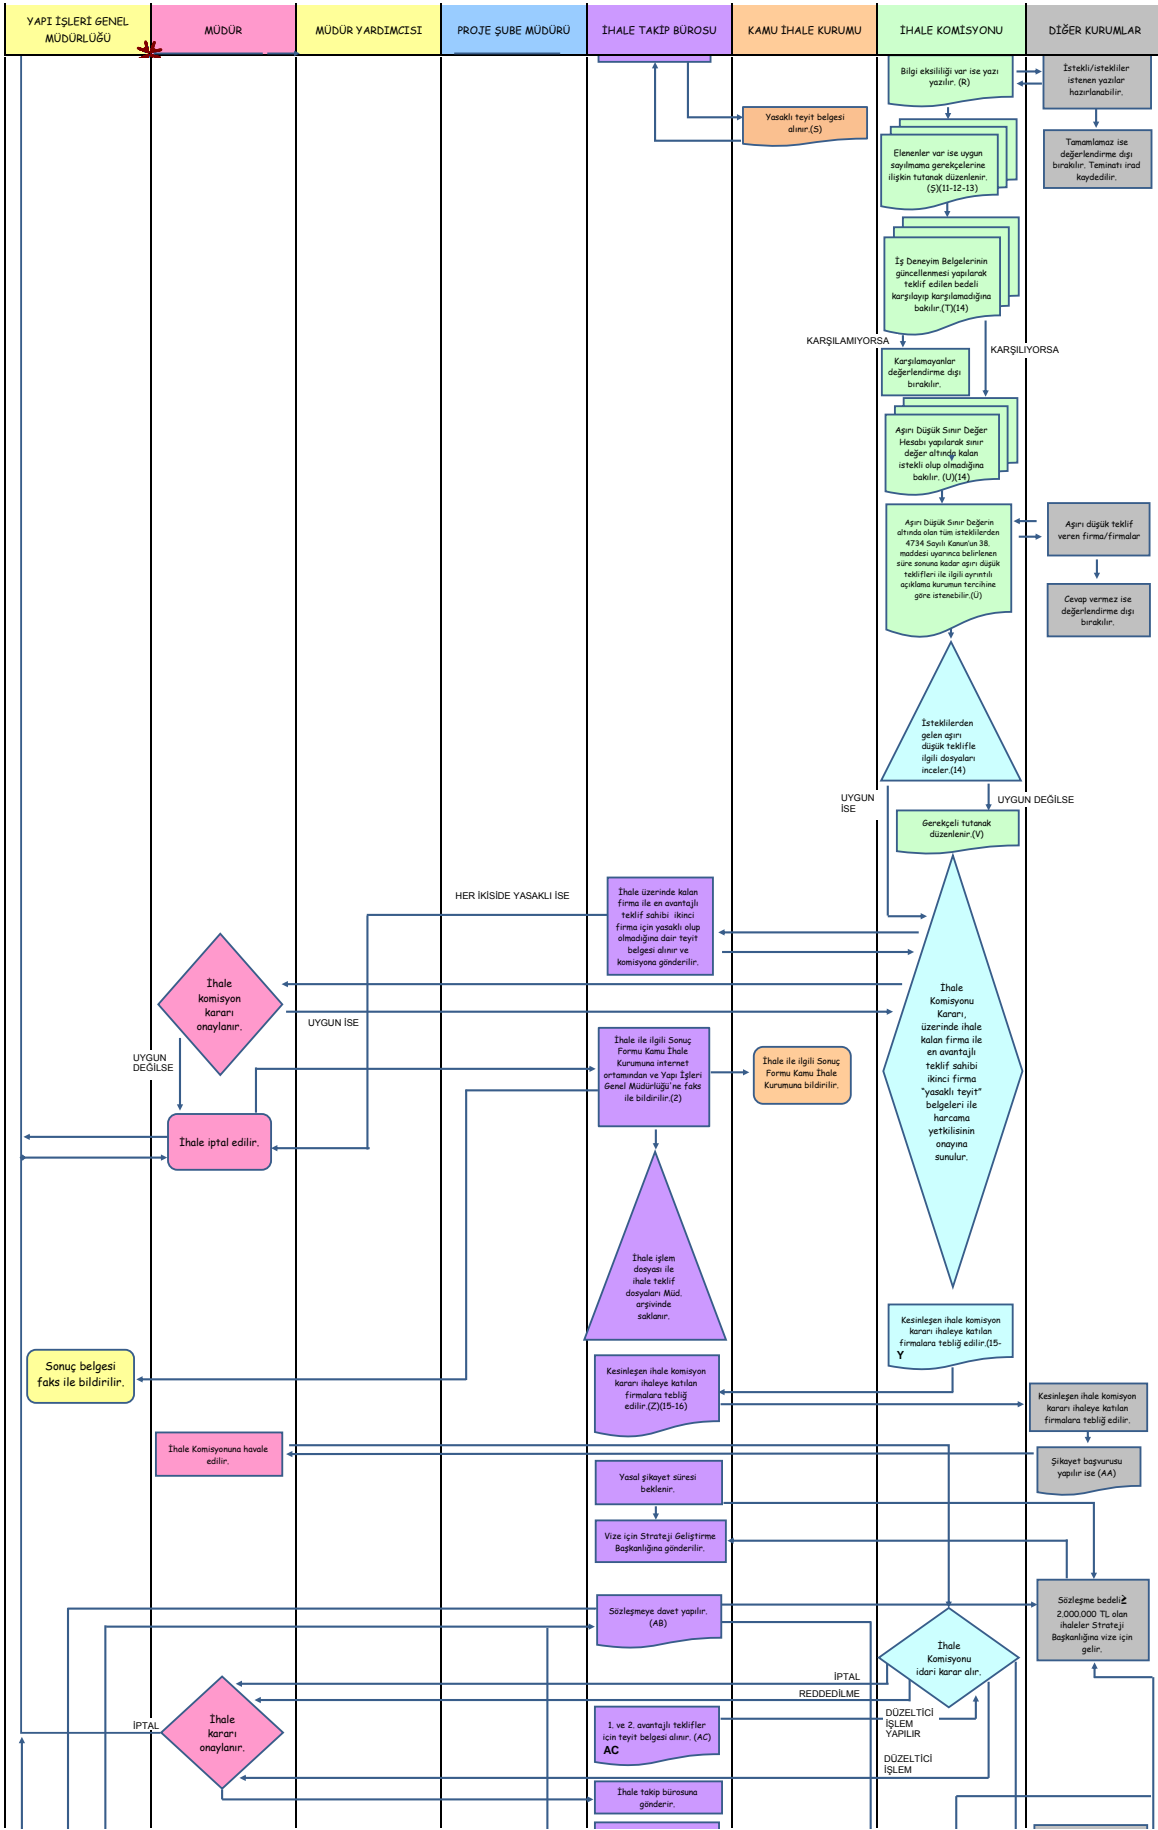 YAPI İŞLERİ GENEL
MÜDÜRLÜĞÜ
MÜDÜR
MÜDÜR YARDIMCISI
PROJE ŞUBE MÜDÜRÜ
İHALE TAKİP BÜROSU
KAMU İHALE KURUMU
İHALE KOMİSYONU
DİĞER KURUMLAR
Bilgi eksililiği var ise yazı
yazılır. (R)
İstekli/istekliler
istenen yazılar
hazırlanabilir.
Yasaklı teyit belgesi
alınır.(S)
Tamamlamaz ise
değerlendirme dışı
bırakılır. Teminatı irad
kaydedilir.
Elenenler var ise uygun
sayılmama gerekçelerine
ilişkin tutanak düzenlenir.
(Ş)(11-12-13)
İş Deneyim Belgelerinin
güncellenmesi yapılarak
teklif edilen bedeli
karşılayıp karşılamadığına
bakılır.(T)(14)
KARŞILAMIYORSA
KARŞILIYORSA
Karşılamayanlar
değerlendirme dışı
bırakılır.
Aşırı Düşük Sınır Değer
Hesabı yapılarak sınır
değer altında kalan
istekli olup olmadığına
bakılır. (U)(14)
Aşırı Düşük Sınır Değerin
altında olan tüm isteklilerden
4734 Sayılı Kanun'un 38.
maddesi uyarınca belirlenen
süre sonuna kadar aşırı düşük
teklifleri ile ilgili ayrıntılı
açıklama kurumun tercihine
göre istenebilir.(Ü)
Aşırı düşük teklif
veren firma/firmalar
Cevap vermez ise
değerlendirme dışı
bırakılır.
İsteklilerden
gelen aşırı
düşük teklifle
ilgili dosyaları
inceler.(14)
UYGUN
İSE
UYGUN DEĞİLSE
Gerekçeli tutanak
düzenlenir.(V)
HER İKİSİDE YASAKLI İSE
İhale üzerinde kalan
firma ile en avantajlı
teklif sahibi ikinci
firma için yasaklı olup
olmadığına dair teyit
belgesi alınır ve
komisyona gönderilir.
İhale
komisyon
kararı
onaylanır.
UYGUN İSE
UYGUN
DEĞİLSE
İhale
Komisyonu
Kararı,
üzerinde ihale
kalan firma ile
en avantajlı
teklif sahibi
ikinci firma
"yasaklı teyit"
belgeleri ile
harcama
yetkilisinin
onayına
sunulur.
İhale ile ilgili Sonuç
Formu Kamu İhale
Kurumuna internet
ortamından ve Yapı İşleri
Genel Müdürlüğü'ne faks
ile bildirilir.(2)
İhale ile ilgili Sonuç
Formu Kamu İhale
Kurumuna bildirilir.
İhale iptal edilir.
İhale işlem
dosyası ile
ihale teklif
dosyaları Müd.
arşivinde
saklanır.
Kesinleşen ihale komisyon
kararı ihaleye katılan
firmalara tebliğ edilir.(15-
Y
Sonuç belgesi
faks ile bildirilir.
Kesinleşen ihale komisyon
kararı ihaleye katılan
firmalara tebliğ
edilir.(Z)(15-16)
Kesinleşen ihale komisyon
kararı ihaleye katılan
firmalara tebliğ edilir.
İhale Komisyonuna havale
edilir.
Şikayet başvurusu
yapılır ise (AA)
Yasal şikayet süresi
beklenir.
Vize için Strateji Geliştirme
Başkanlığına gönderilir.
Sözleşmeye davet yapılır.
(AB)
Sözleşme bedeli≥
2.000.000 TL olan
ihaleler Strateji
Başkanlığına vize için
gelir.
İhale
Komisyonu
idari karar alır.
İPTAL
REDDEDİLME
İhale
kararı
onaylanır.
İPTAL
1. ve 2. avantajlı teklifler
için teyit belgesi alınır. (AC)
AC
DÜZELTİCİ
İŞLEM
YAPILIR
DÜZELTİCİ
İŞLEM
İhale takip bürosuna
gönderir.